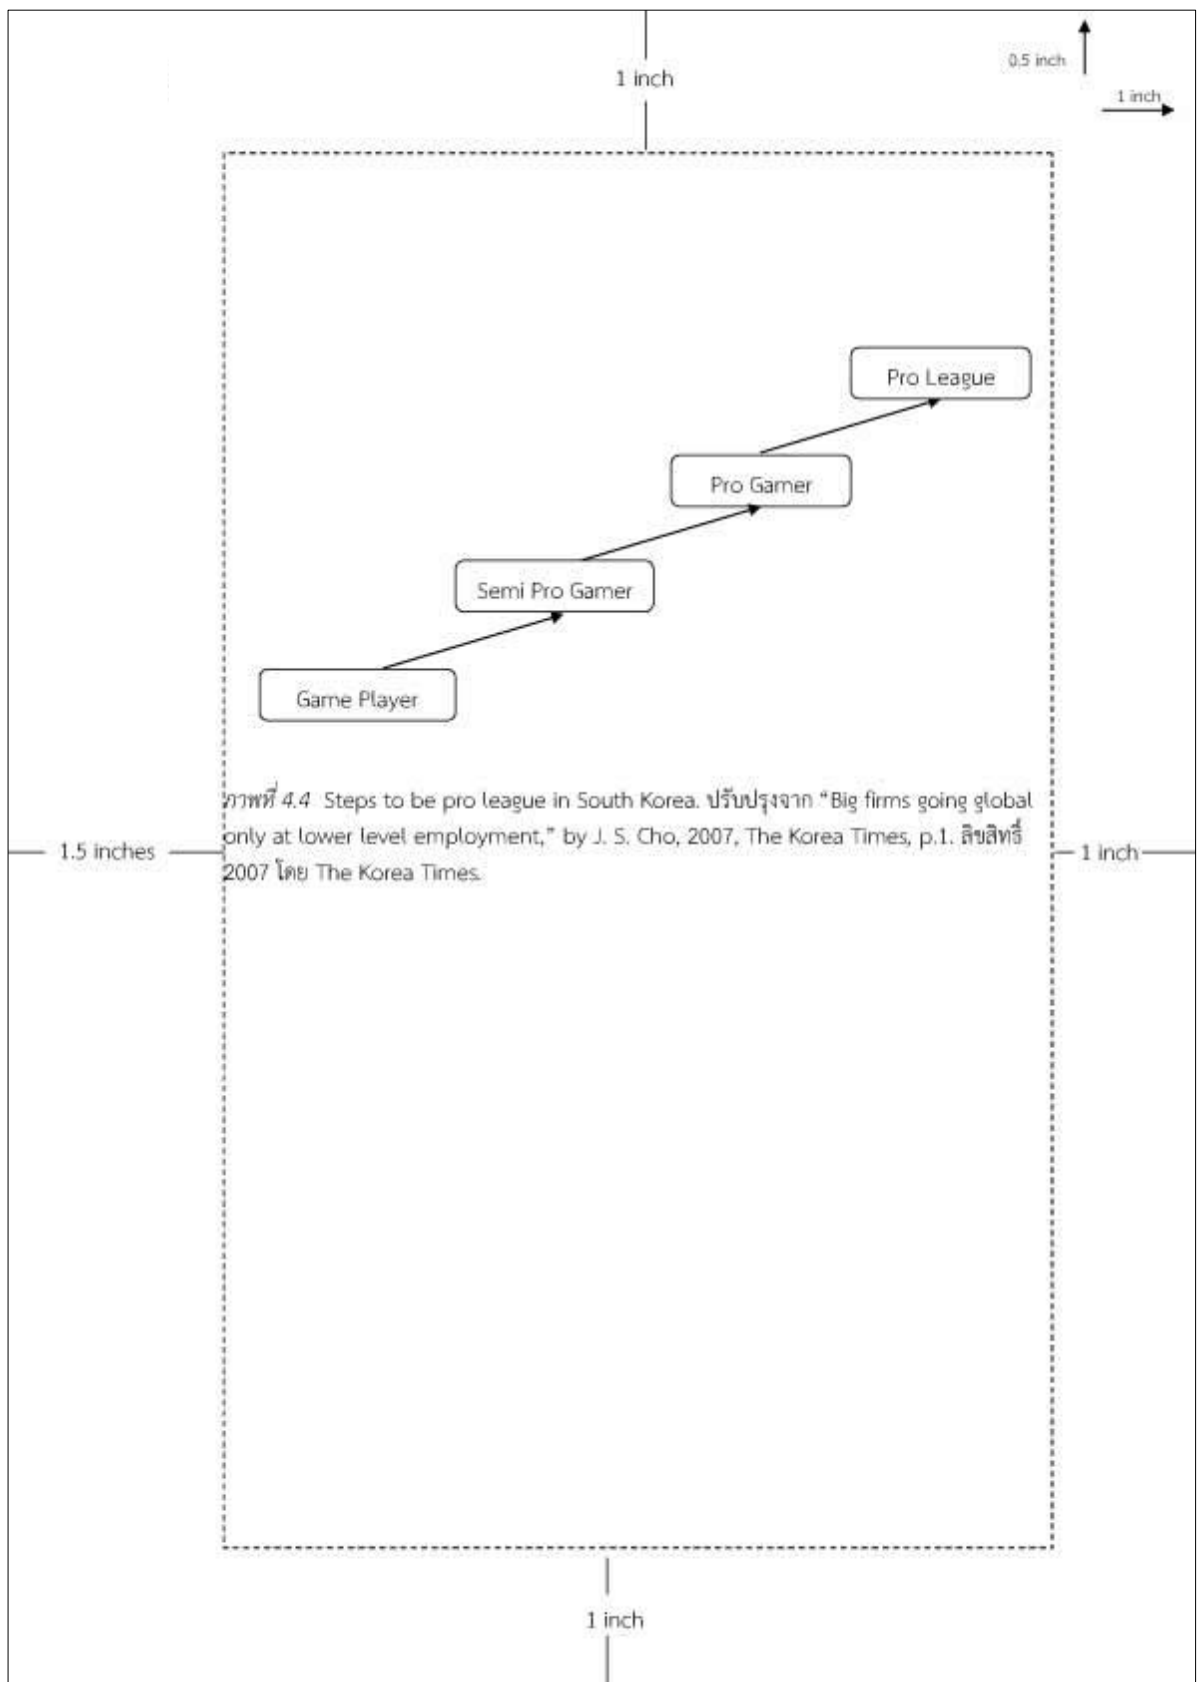 0.5 inch
1 inch
1 inch
Pro League
Pro Gamer
Semi Pro Gamer
Game Player
ภาพที่ 4.4 Steps to be pro league in South Korea. ปรับปรุงจาก “Big firms going global
only at lower level employment,” by J. S. Cho, 2007, The Korea Times, p.1. ลิขสิทธิ์
2007 โดย The Korea Times.
1.5 inches
1 inch
1 inch